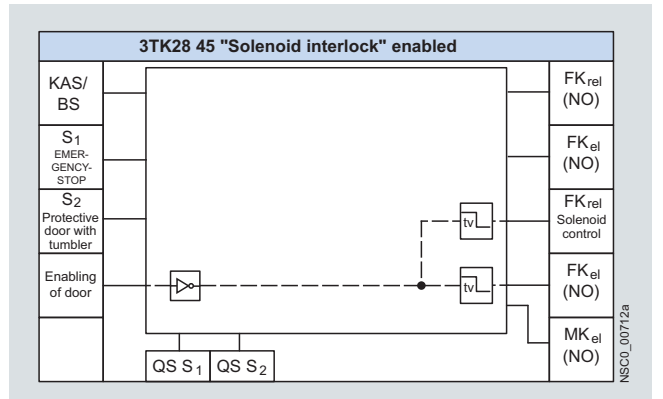 3TK28 45 "Solenoid interlock" enabled
KAS/
BS
S1
EMER-
GENCY-
STOP
S2
Protective
door with
tumbler
Enabling
of door
tv
tv
QS S1
QS S2
FKrel
(NO)
FKel
(NO)
FKrel
Solenoid
control
FKel
(NO)
MKel
(NO)
NSC0_00712a